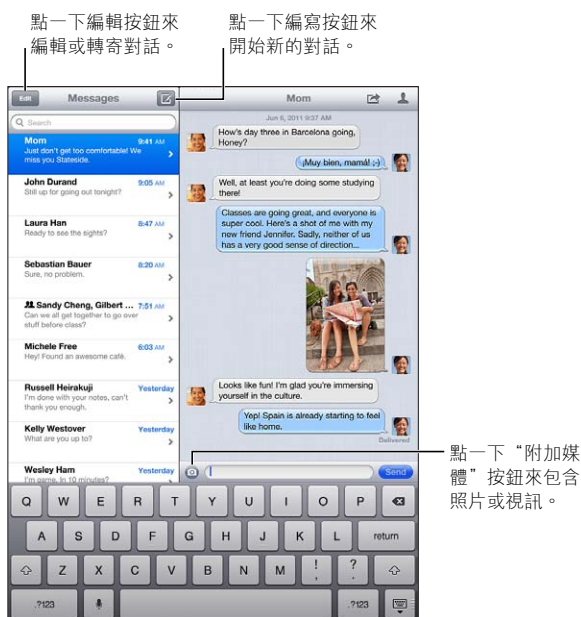 點一下編輯按鈕來
編輯或轉寄對話。
點一下編寫按鈕來
開始新的對話。
Edit
Messages
Mom
Search
Mom
9:41 AM
Just don't get too comfortable! We
miss you Stateside.
John Durand
9:05 AM
Still up for going out tonight?
Laura Han
8:47 AM
Ready to see the sights?
Sebastian Bauer
8:20 AM
Sure, no problem.
Sandy Cheng, Gilbert ...
7:51 AM
Can we all get together to go over
stuff before class?
Michele Free
6:03 AM
Hey! Found an awesome café.
Russell Heirakuji
Yesterday
I'm done with your notes, can't
thank you enough.
Kelly Westover
Yesterday
What are you up to?
Wesley Ham
Yesterday
I'm game. In 10 minutes?
Jun 6, 2011 9:37 AM
How's day three in Barcelona going,
Honey?
¡Muy bien, mamá! ;-)
Well, at least you're doing some studying
there!
Classes are going great, and everyone is
super cool. Here's a shot of me with my
new friend Jennifer. Sadly, neither of us
has a very good sense of direction...
Looks like fun! I'm glad you're immersing
yourself in the culture.
Yep! Spain is already starting to feel
like home.
Delivered
Send
點一下“附加媒
體”按鈕來包含
照片或視訊。
Q W E R T Y U I O P
A S D F G H J K L return
Z X C V B N M ! , ? .
.?123 .?123